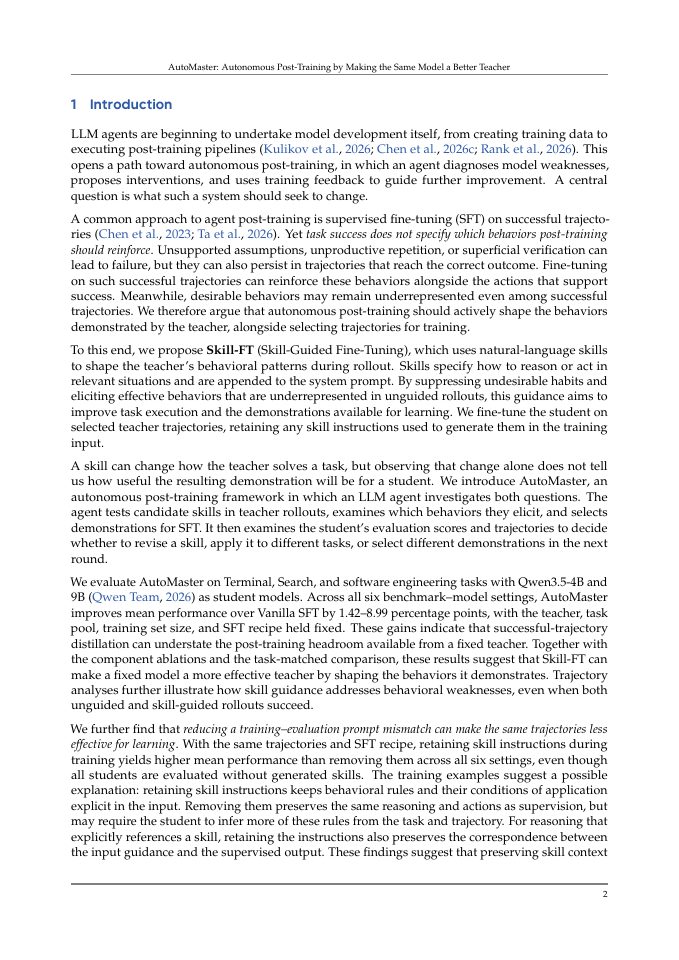 AutoMaster: Autonomous Post-Training by Making the Same Model a Better Teacher
1 Introduction
LLM agents are beginning to undertake model development itself, from creating training data to
executing post-training pipelines (Kulikov et al., 2026; Chen et al., 2026c; Rank et al., 2026). This
opens a path toward autonomous post-training, in which an agent diagnoses model weaknesses,
proposes interventions, and uses training feedback to guide further improvement. A central
question is what such a system should seek to change.
A common approach to agent post-training is supervised fine-tuning (SFT) on successful trajecto-
ries (Chen et al., 2023; Ta et al., 2026). Yet task success does not specify which behaviors post-training
should reinforce. Unsupported assumptions, unproductive repetition, or superficial verification can
lead to failure, but they can also persist in trajectories that reach the correct outcome. Fine-tuning
on such successful trajectories can reinforce these behaviors alongside the actions that support
success. Meanwhile, desirable behaviors may remain underrepresented even among successful
trajectories. We therefore argue that autonomous post-training should actively shape the behaviors
demonstrated by the teacher, alongside selecting trajectories for training.
To this end, we propose Skill-FT (Skill-Guided Fine-Tuning), which uses natural-language skills
to shape the teacher's behavioral patterns during rollout. Skills specify how to reason or act in
relevant situations and are appended to the system prompt. By suppressing undesirable habits and
eliciting effective behaviors that are underrepresented in unguided rollouts, this guidance aims to
improve task execution and the demonstrations available for learning. We fine-tune the student on
selected teacher trajectories, retaining any skill instructions used to generate them in the training
input.
A skill can change how the teacher solves a task, but observing that change alone does not tell
us how useful the resulting demonstration will be for a student. We introduce AutoMaster, an
autonomous post-training framework in which an LLM agent investigates both questions. The
agent tests candidate skills in teacher rollouts, examines which behaviors they elicit, and selects
demonstrations for SFT. It then examines the student's evaluation scores and trajectories to decide
whether to revise a skill, apply it to different tasks, or select different demonstrations in the next
round.
We evaluate AutoMaster on Terminal, Search, and software engineering tasks with Qwen3.5-4B and
9B (Qwen Team, 2026) as student models. Across all six benchmark–model settings, AutoMaster
improves mean performance over Vanilla SFT by 1.42–8.99 percentage points, with the teacher, task
pool, training set size, and SFT recipe held fixed. These gains indicate that successful-trajectory
distillation can understate the post-training headroom available from a fixed teacher. Together with
the component ablations and the task-matched comparison, these results suggest that Skill-FT can
make a fixed model a more effective teacher by shaping the behaviors it demonstrates. Trajectory
analyses further illustrate how skill guidance addresses behavioral weaknesses, even when both
unguided and skill-guided rollouts succeed.
We further find that reducing a training–evaluation prompt mismatch can make the same trajectories less
effective for learning. With the same trajectories and SFT recipe, retaining skill instructions during
training yields higher mean performance than removing them across all six settings, even though
all students are evaluated without generated skills. The training examples suggest a possible
explanation: retaining skill instructions keeps behavioral rules and their conditions of application
explicit in the input. Removing them preserves the same reasoning and actions as supervision, but
may require the student to infer more of these rules from the task and trajectory. For reasoning that
explicitly references a skill, retaining the instructions also preserves the correspondence between
the input guidance and the supervised output. These findings suggest that preserving skill context
2